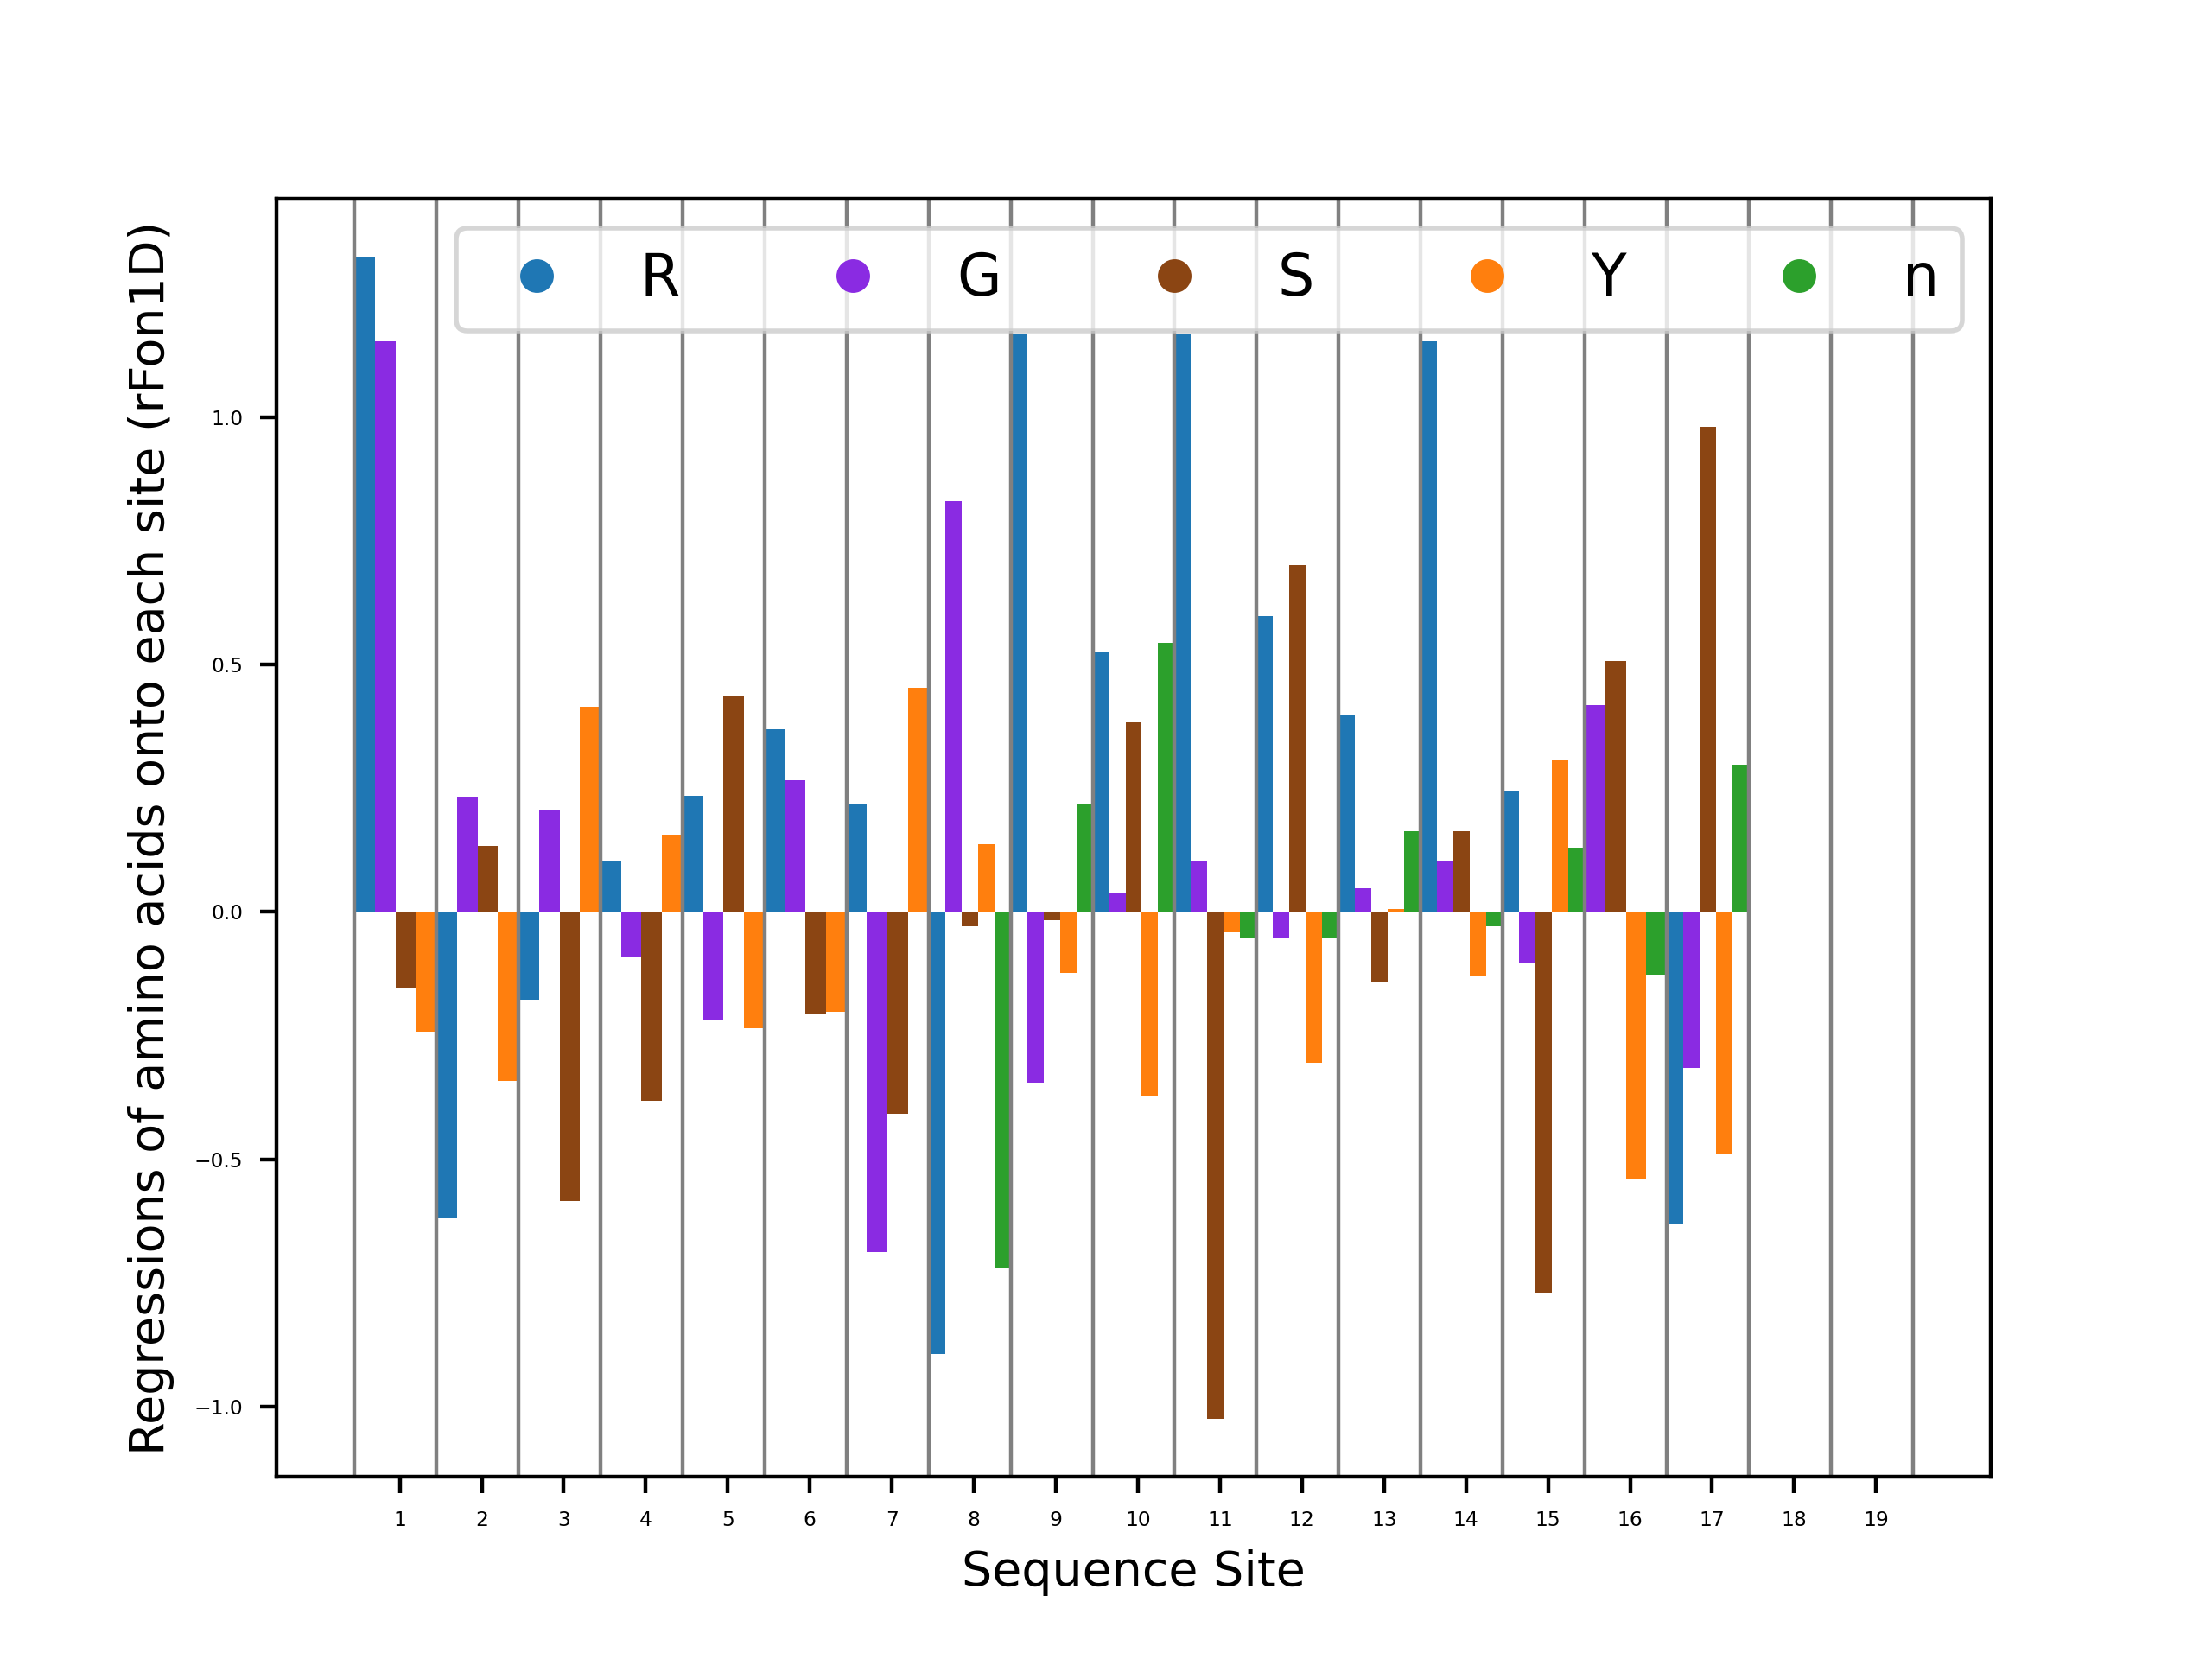 R G S Y n
Regressions of amino acids onto each site (rFon1D)
1.0
0.5
0.0
−0.5
−1.0
1 2 3 4 5 6 7 8 9 10 11 12 13 14 15 16 17 18 19
Sequence Site